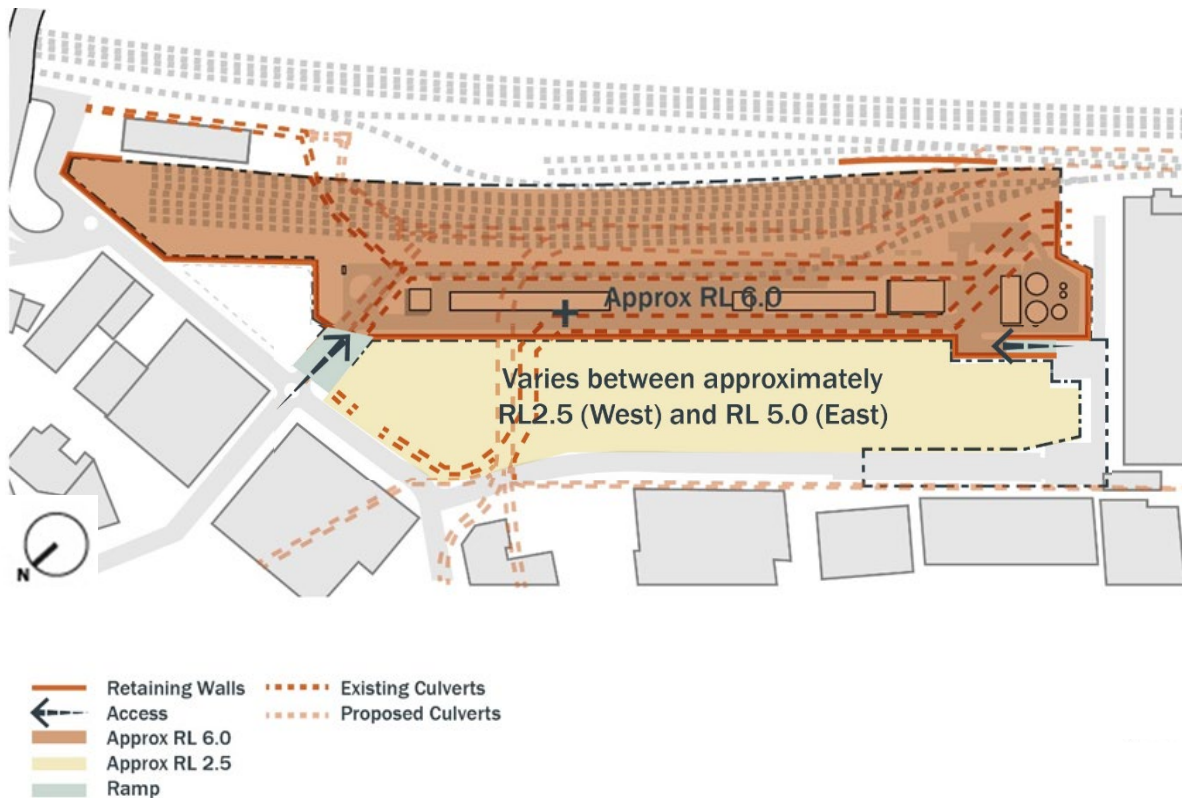 Approx RL 6.0
Varies between approximately
RL2.5 (West) and RL 5.0 (East)
N
Retaining Walls
Access
Approx RL 6.0
Approx RL 2.5
Ramp
Existing Culverts
Proposed Culverts